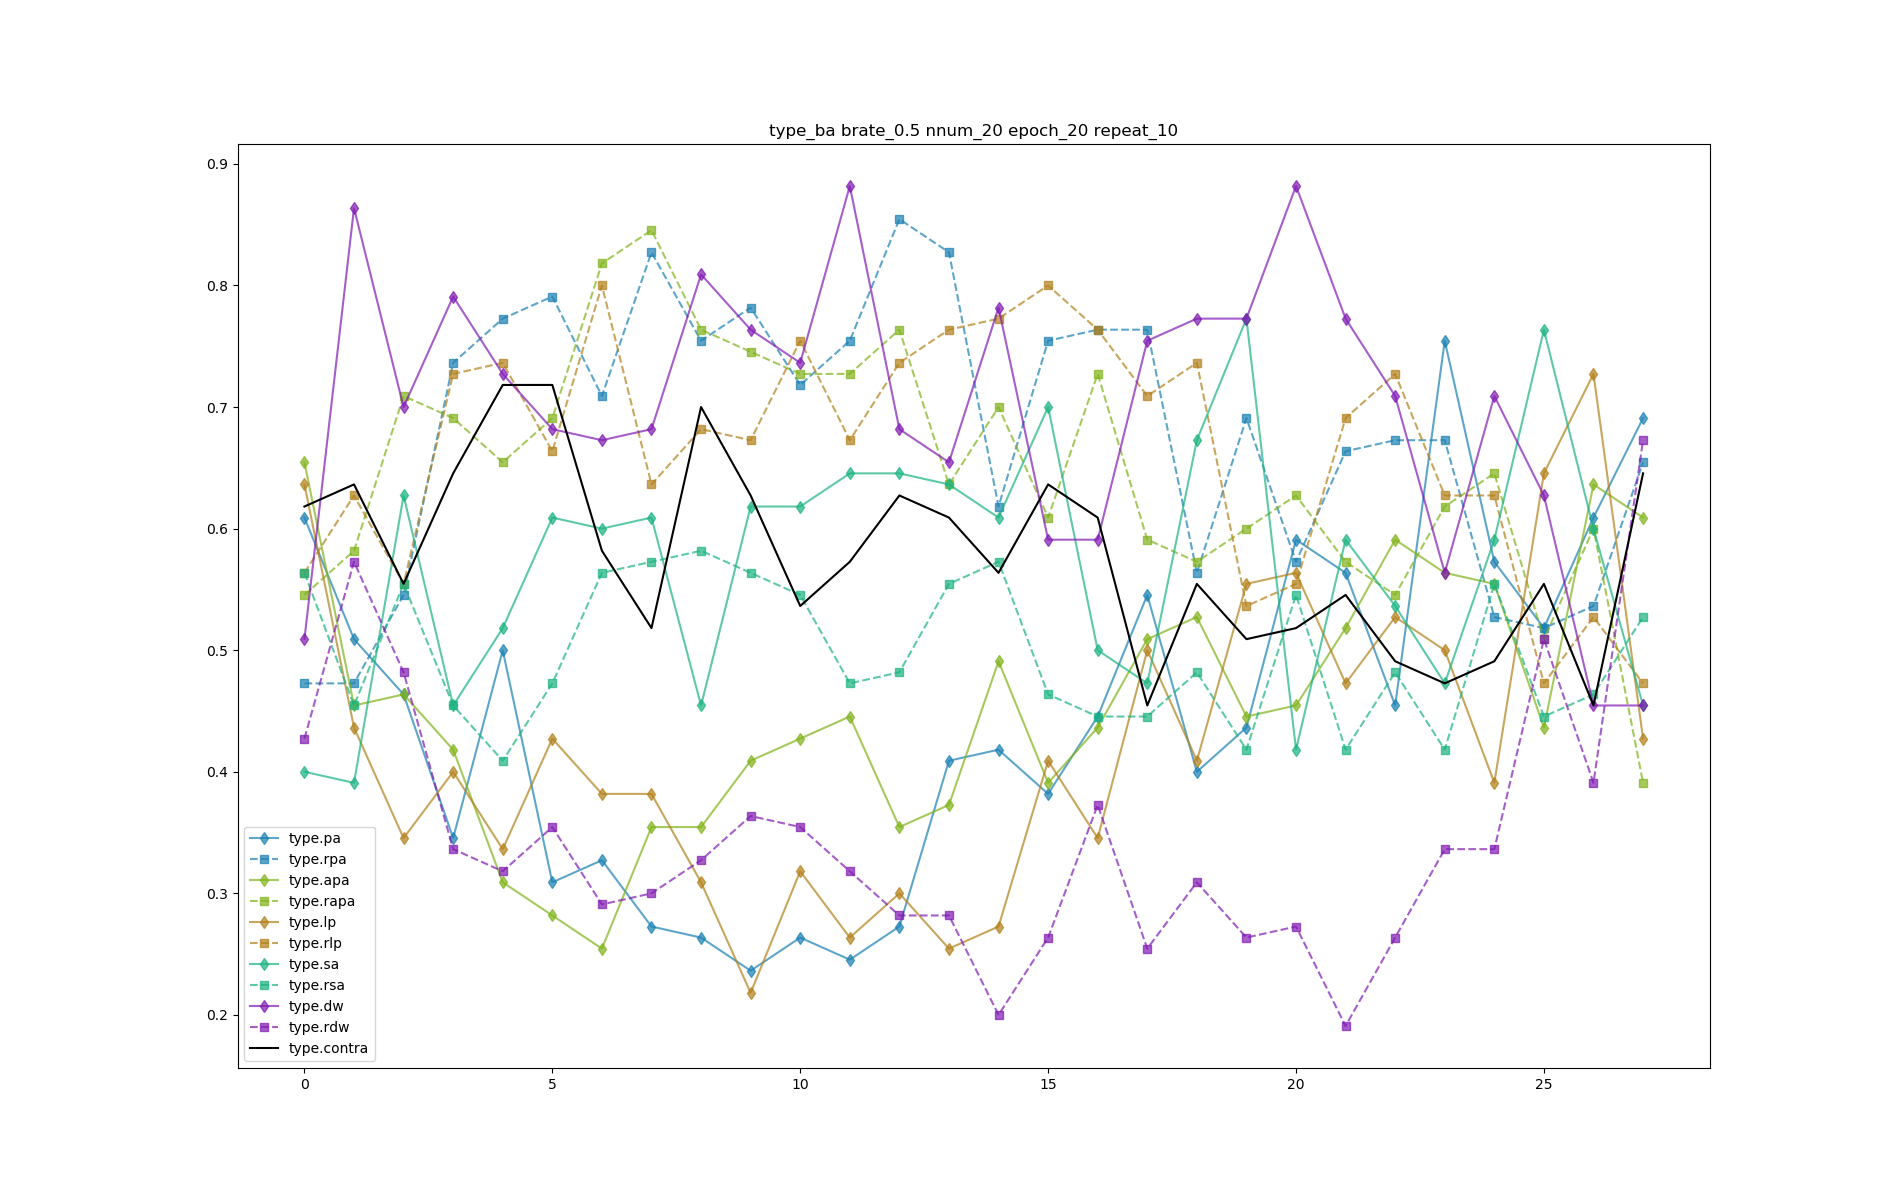 type_ba brate_0.5 nnum_20 epoch_20 repeat_10
0.9
0.8
0.7
0.6
0.5
0.4
0.3
0.2
type.pa
type.rpa
type.apa
type.rapa
type.lp
type.rlp
type.sa
type.rsa
type.dw
type.rdw
type.contra
0 5 10 15 20 25